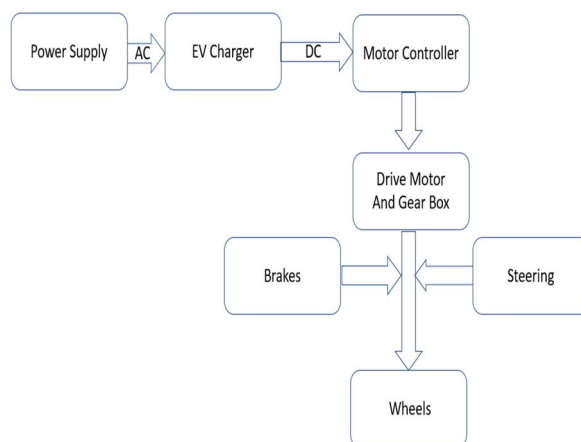 Power Supply
AC
EV Charger
DC
Motor Controller
Drive Motor
And Gear Box
Brakes
Steering
Wheels